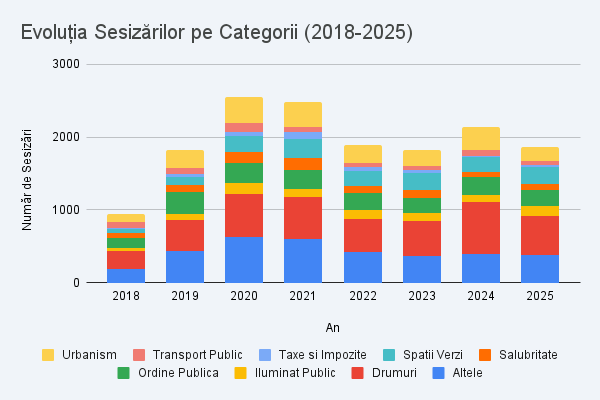 Evoluția Sesizărilor pe Categorii (2018-2025)
Număr de Sesizări
3000
2000
1000
0
2018 2019 2020 2021 2022 2023 2024 2025
An
Urbanism Transport Public Taxe si Impozite Spatii Verzi Salubritate
Ordine Publica Iluminat Public Drumuri Altele